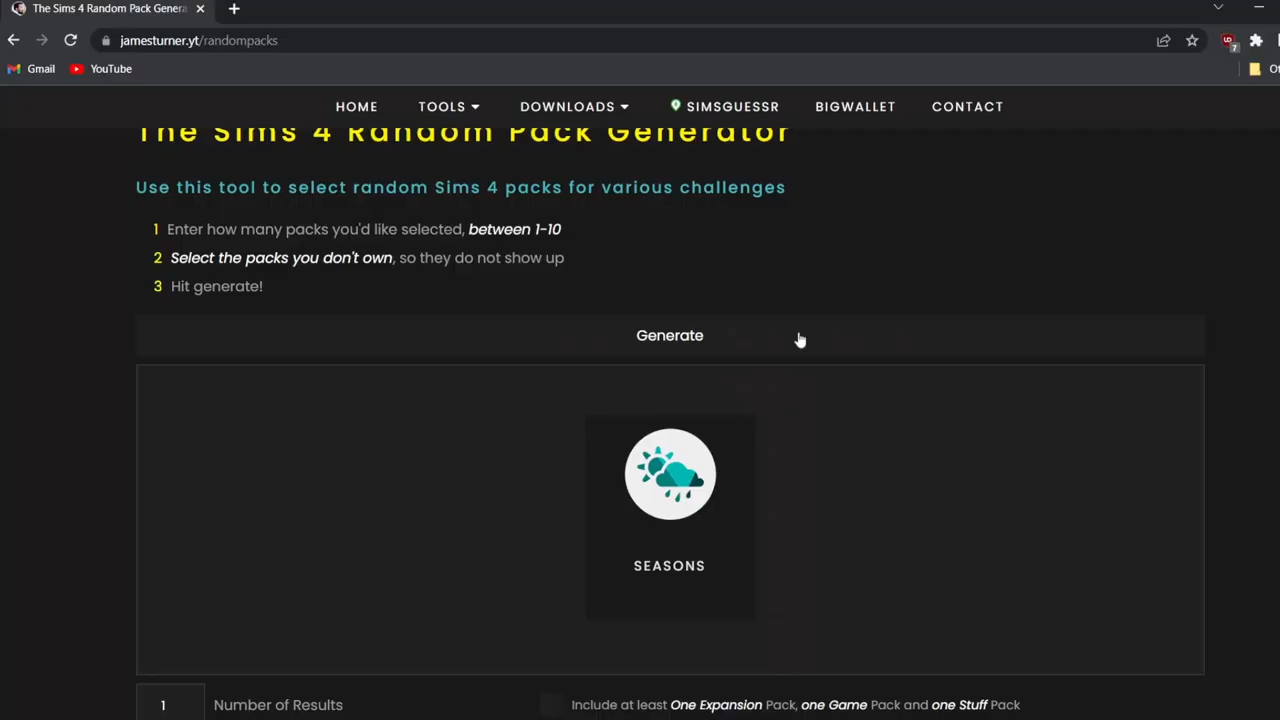 The Sims 4 Random Pack Genera
jamesturner.yt/randompacks
7
Gmail YouTube
HOME TOOLS DOWNLOADS SIMSGUESSR BIGWALLET CONTACT
The Sims 4 Random Pack Generator
Use this tool to select random Sims 4 packs for various challenges
1 Enter how many packs you'd like selected, between 1-10
2 Select the packs you don't own, so they do not show up
3 Hit generate!
Generate
SEASONS
1 Number of Results Include at least One Expansion Pack, one Game Pack and one Stuff Pack